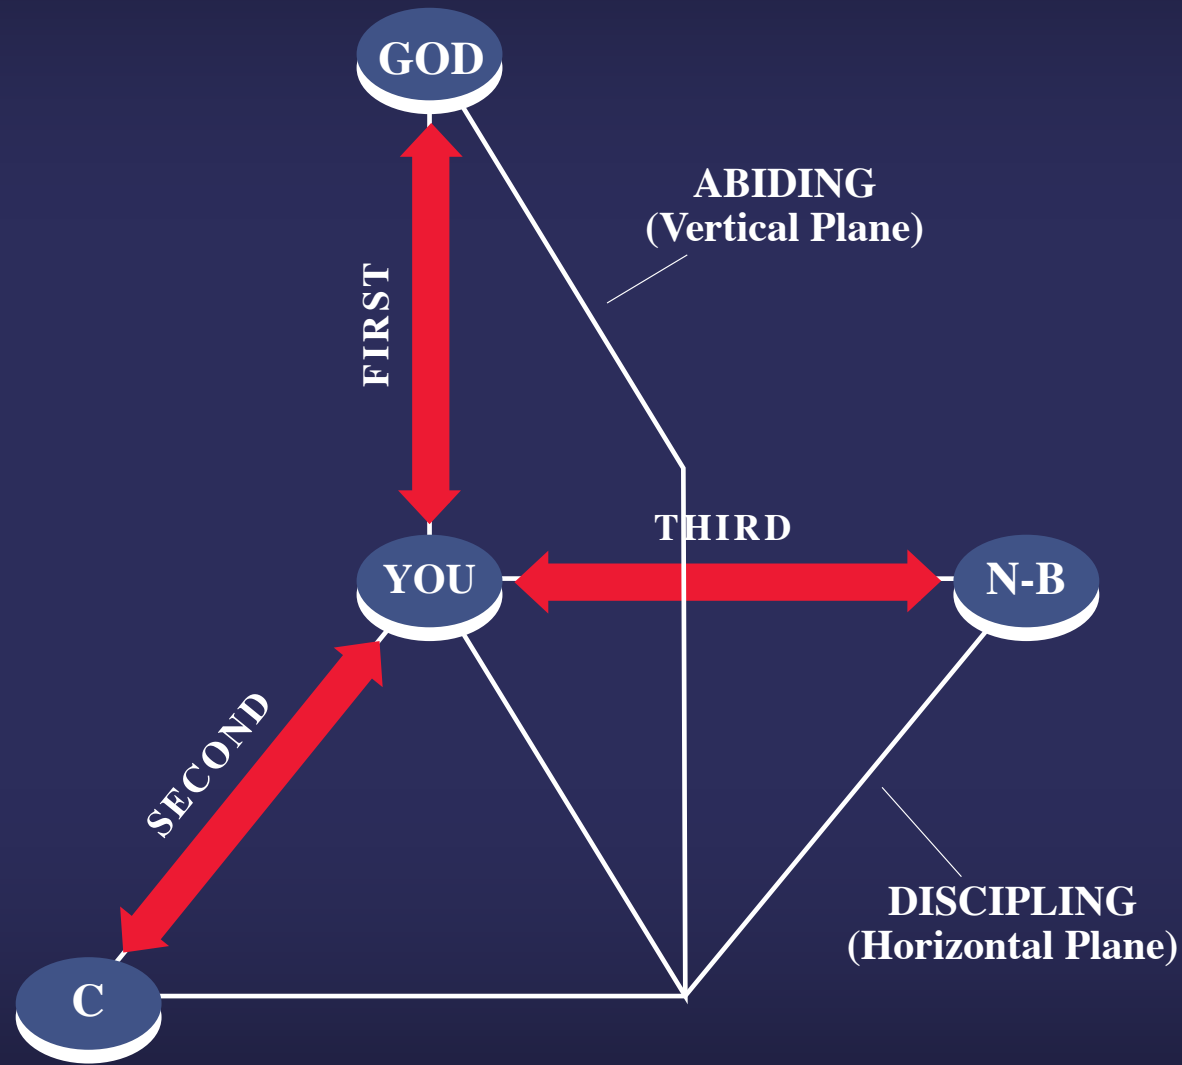 GOD
ABIDING
(Vertical Plane)
FIRST
THIRD
YOU
N-B
SECOND
DISCIPLING
(Horizontal Plane)
C